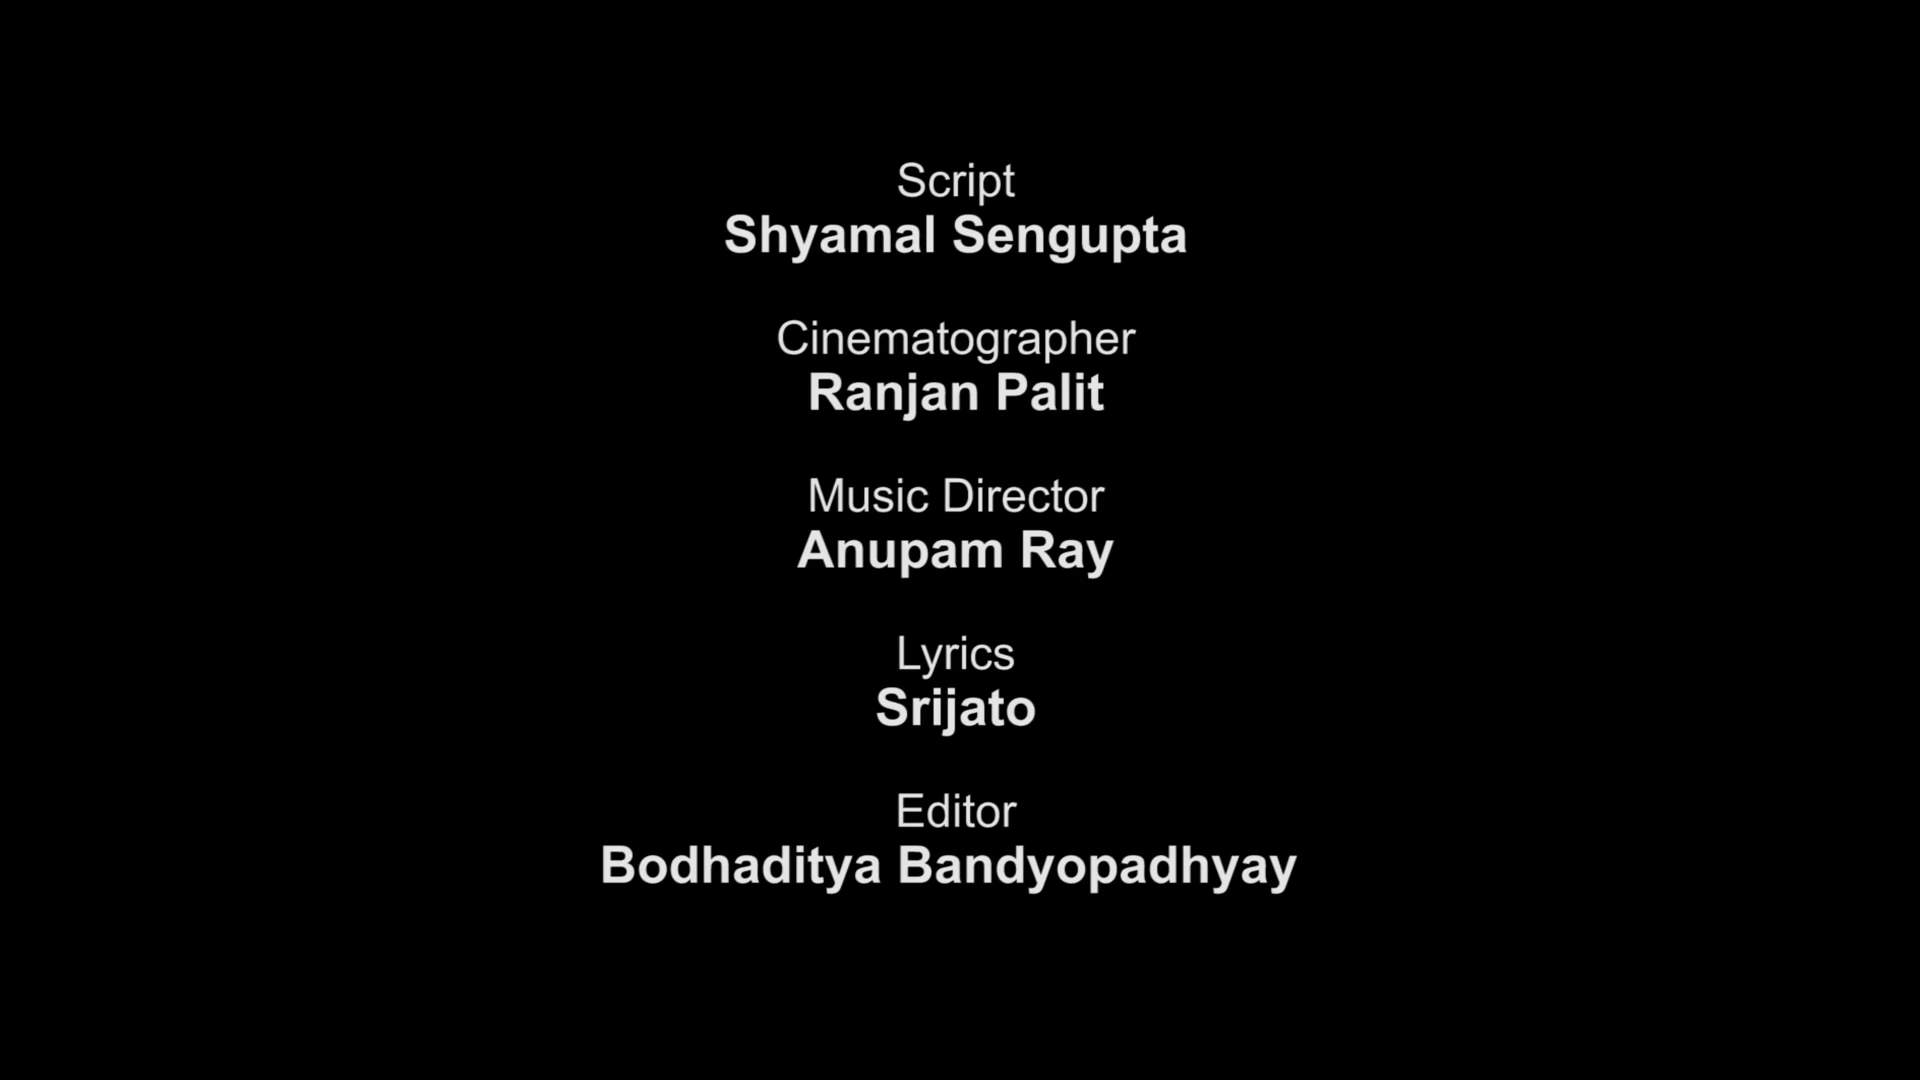 Script
Shyamal Sengupta
Cinematographer
Ranjan Palit
Music Director
Anupam Ray
Lyrics
Srijato
Editor
Bodhaditya Bandyopadhyay